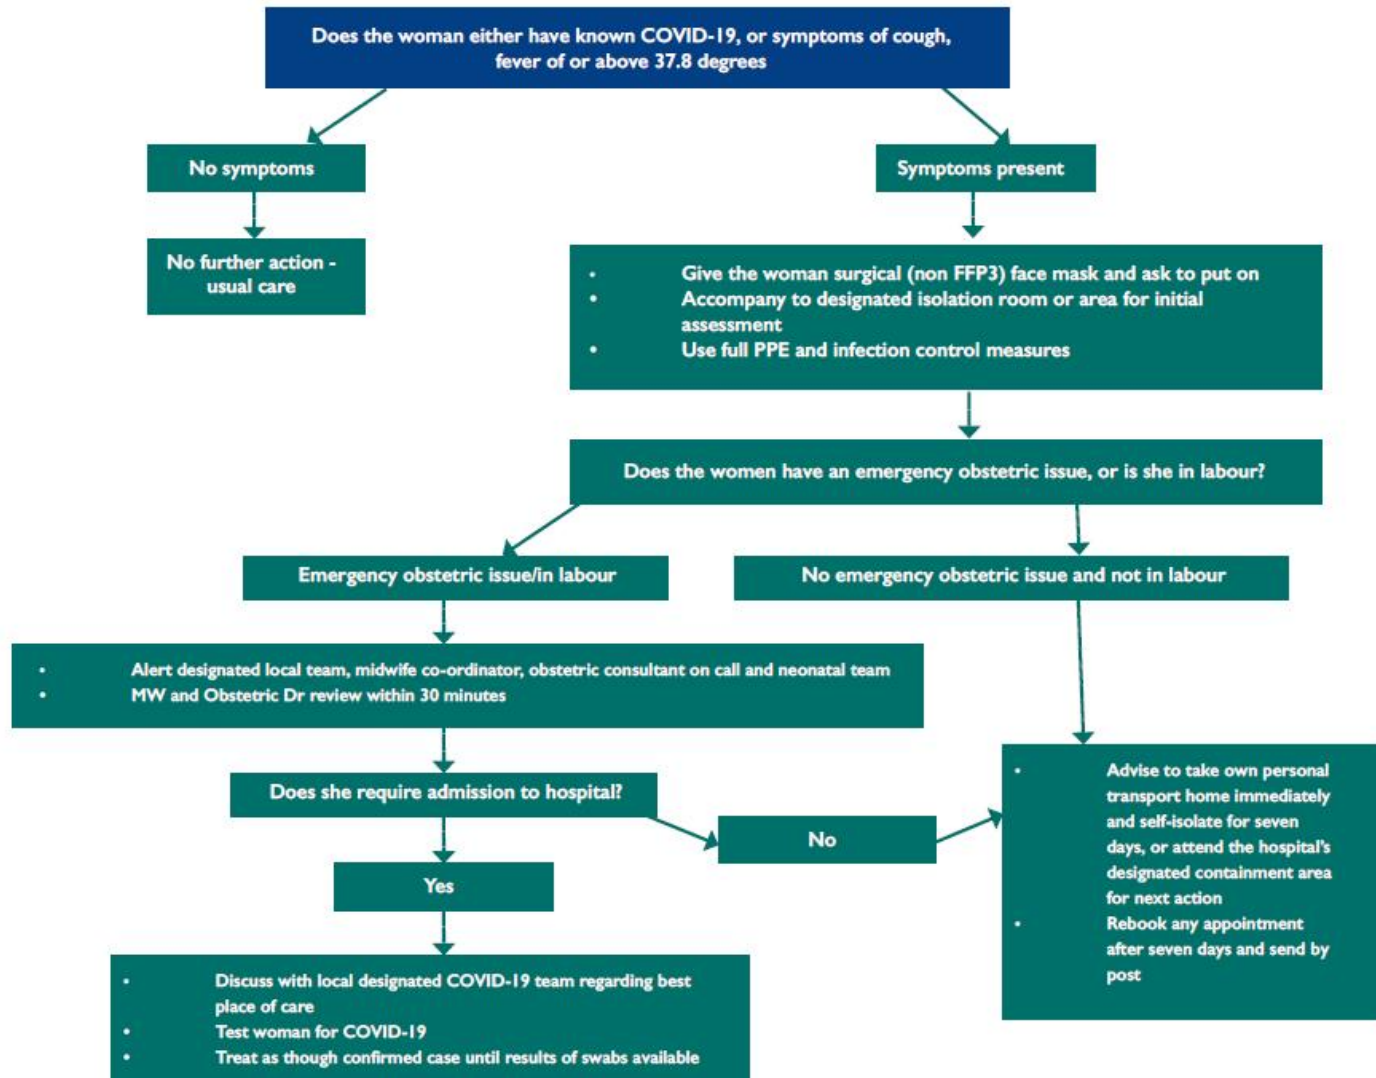 Does the woman either have known COVID-19, or symptoms of cough,
fever of or above 37.8 degrees
No symptoms
Symptoms present
No further action -
usual care
• Give the woman surgical (non FFP3) face mask and ask to put on
• Accompany to designated isolation room or area for initial
assessment
• Use full PPE and infection control measures
Does the women have an emergency obstetric issue, or is she in labour?
Emergency obstetric issue/in labour
No emergency obstetric issue and not in labour
• Alert designated local team, midwife co-ordinator, obstetric consultant on call and neonatal team
• MW and Obstetric Dr review within 30 minutes
Does she require admission to hospital?
No
Yes
• Advise to take own personal
transport home immediately
and self-isolate for seven
days, or attend the hospital's
designated containment area
for next action
• Rebook any appointment
after seven days and send by
post
• Discuss with local designated COVID-19 team regarding best
place of care
• Test woman for COVID-19
• Treat as though confirmed case until results of swabs available